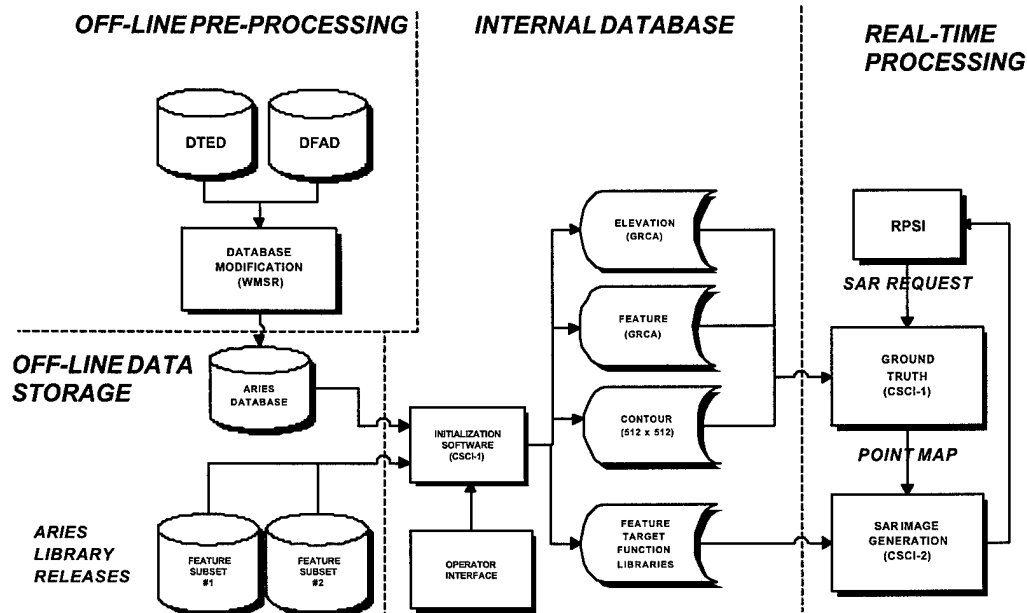 OFF-LINE PRE-PROCESSING
INTERNAL DATABASE
REAL-TIME
PROCESSING
DTED
DFAD
DATABASE
MODIFICATION
(WMSR)
ELEVATION
(GRCA)
RPSI
SAR REQUEST
FEATURE
(GRCA)
OFF-LINE DATA
STORAGE
ARIES
DATABASE
GROUND
TRUTH
(CSCI-1)
CONTOUR
(512 x 512)
INITIALIZATION
SOFTWARE
(CSCI-1)
POINT MAP
ARIES
LIBRARY
RELEASES
FEATURE
SUBSET
#1
FEATURE
SUBSET
#2
OPERATOR
INTERFACE
FEATURE
TARGET
FUNCTION
LIBRARIES
SAR IMAGE
GENERATION
(CSCI-2)